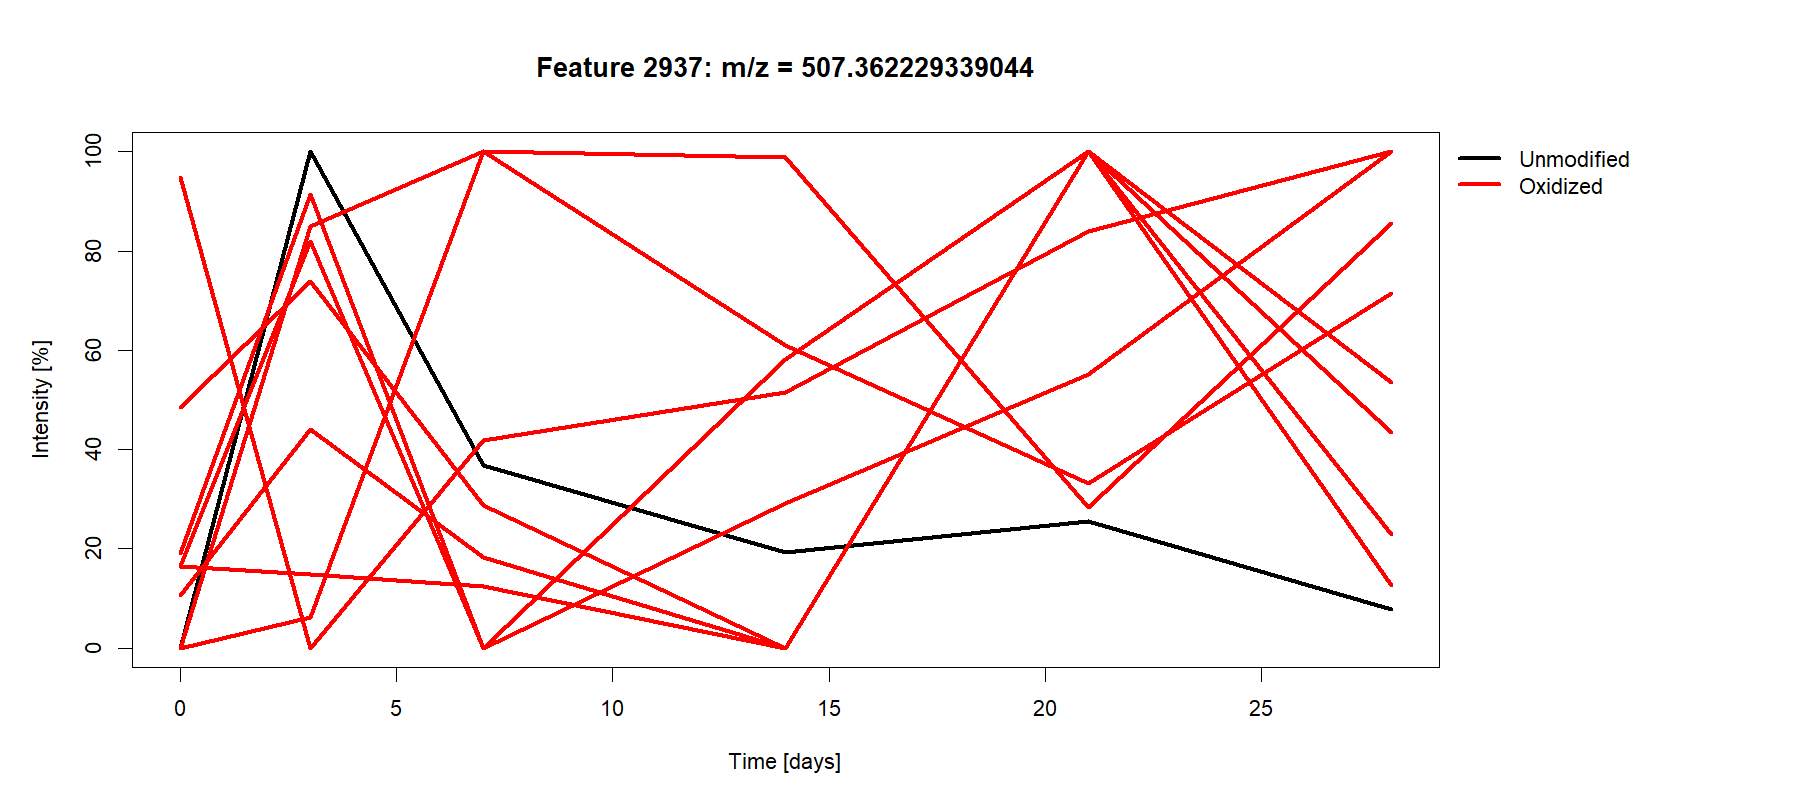 Feature 2937: m/z = 507.362229339044
Unmodified
Oxidized
Intensity [%]
100
80
60
40
20
0
0 5 10 15 20 25
Time [days]